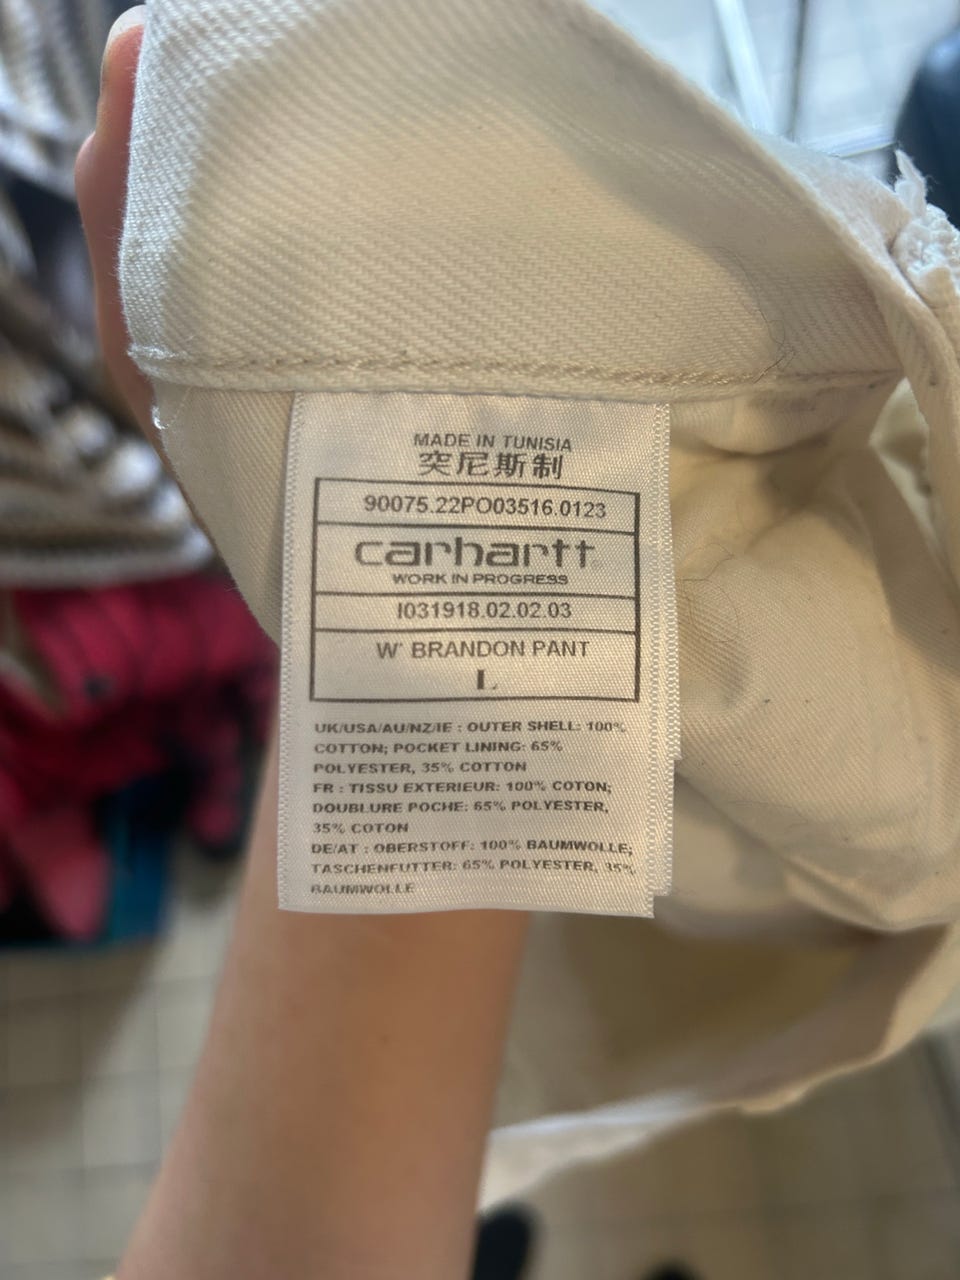 MADE IN TUNISIA
突尼斯制
90075.22PO03516.0123
carhartt
WORK IN PROGRESS
I031918.02.02.03
W' BRANDON PANT
L
UK/USA/AU/NZ/IE : OUTER SHELL: 100%
COTTON; POCKET LINING: 65%
POLYESTER, 35% COTTON
FR : TISSU EXTERIEUR: 100% COTON;
DOUBLURE POCHE: 65% POLYESTER,
35% COTON
DE/AT : OBERSTOFF: 100% BAUMWOLLE;
TASCHENFUTTER: 65% POLYESTER, 35%
BAUMWOLLE